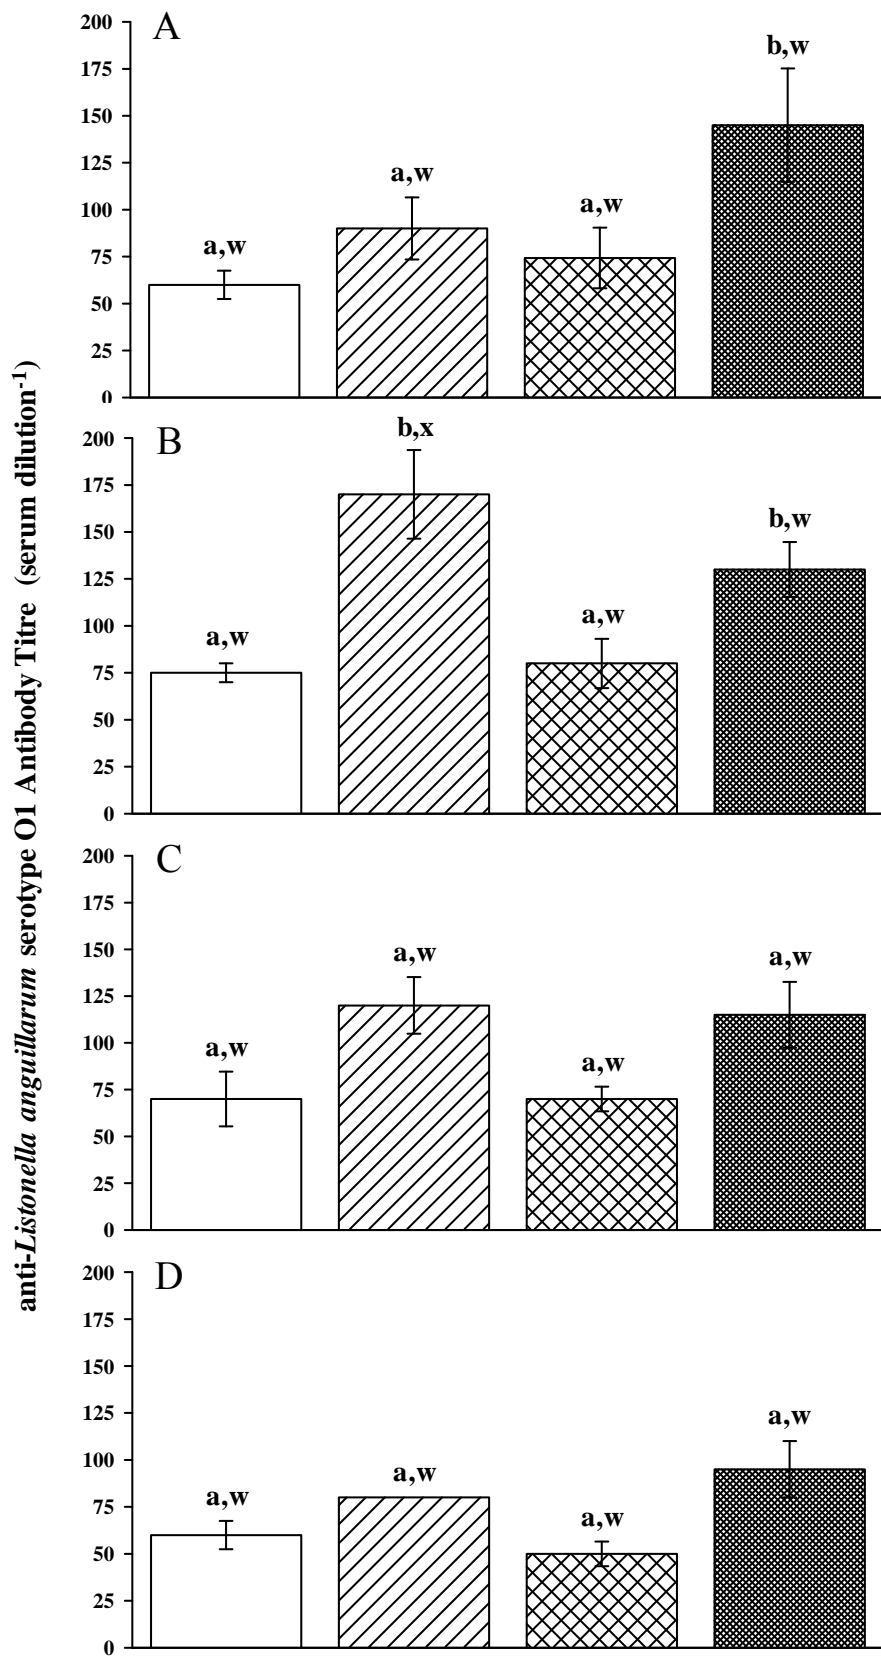 anti-Listonella anguillarum serotype O1 Antibody Titre (serum dilution-1)
A
200
175
150
125
100
75
50
25
0
a,w
a,w
a,w
b,w
B
200
175
150
125
100
75
50
25
0
a,w
b,x
a,w
b,w
C
200
175
150
125
100
75
50
25
0
a,w
a,w
a,w
a,w
D
200
175
150
125
100
75
50
25
0
a,w
a,w
a,w
a,w